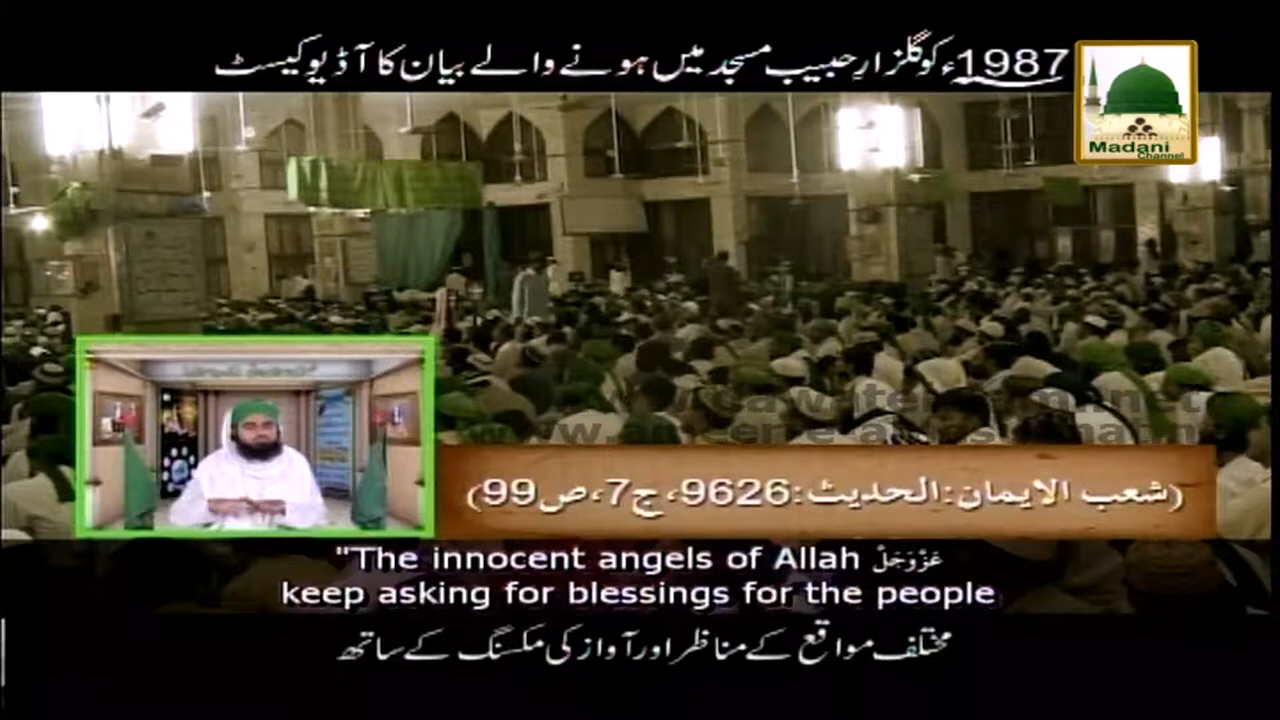 1987ء کو گلزارِ حبیب مسجد میں ہونے والے بیان کا آڈیو کیسٹ
Madani
Channel
(شعب الایمان:الحدیث:9626،ج7،ص99)
"The innocent angels of Allah عَزَّوَجَلَّ
keep asking for blessings for the people
مختلف مواقع کے مناظر اور آواز کی مکسنگ کے ساتھ